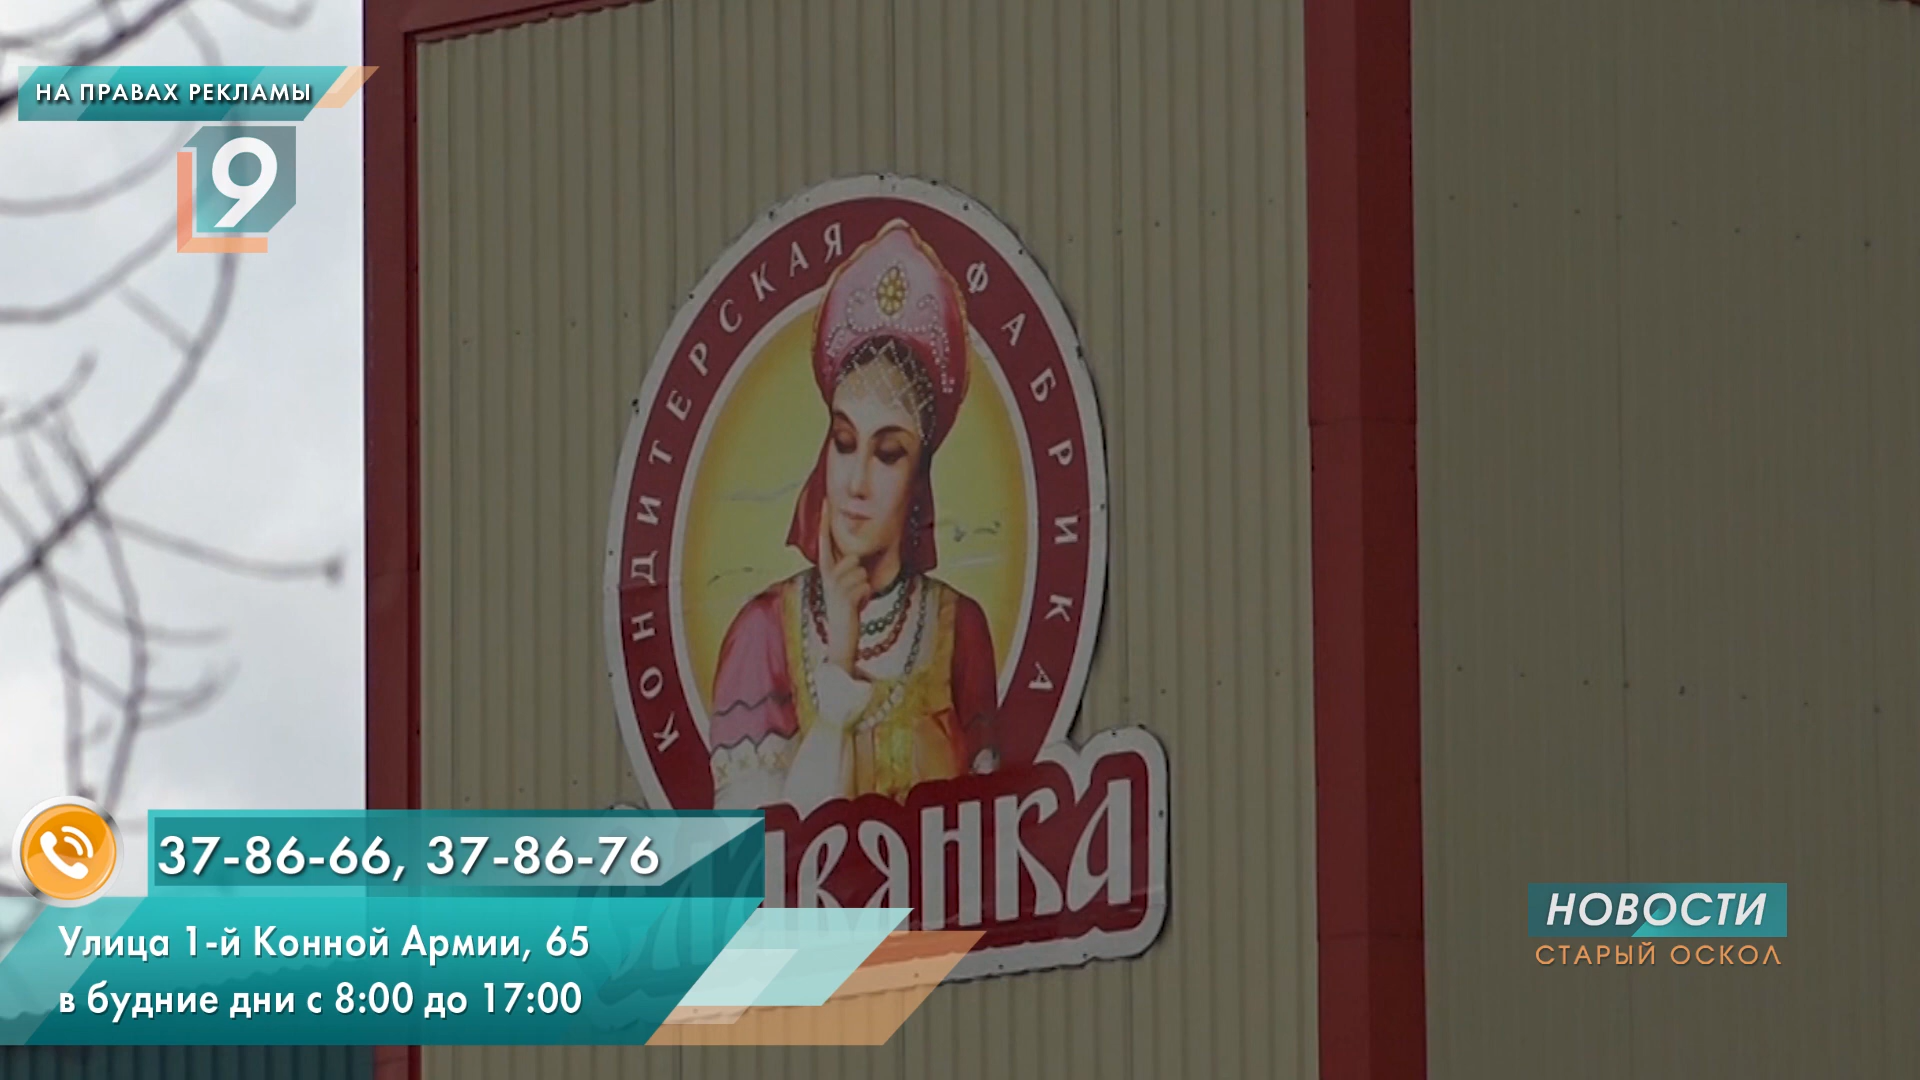 НА ПРАВАХ РЕКЛАМЫ
9
КОНДИТЕРСКАЯ ФАБРИКА
37-86-66, 37-86-76
Улица 1-й Конной Армии, 65
в будние дни с 8:00 до 17:00
НОВОСТИ
СТАРЫЙ ОСКОЛ